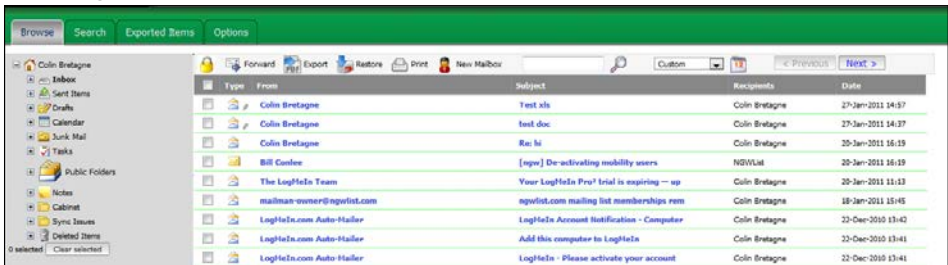 Browse Search Exported Items Options
Colin Bretagne
Inbox
Sent Items
Drafts
Calendar
Junk Mail
Tasks
Public Folders
Notes
Cabinet
Sync Issues
Deleted Items
0 selected Clear selected
Forward PDF Export Restore Print New Mailbox Custom 12 < Previous Next >
Type From Subject Recipients Date
Colin Bretagne Test xls Colin Bretagne 27-Jan-2011 14:57
Colin Bretagne test doc Colin Bretagne 27-Jan-2011 14:37
Colin Bretagne Re: hi Colin Bretagne 20-Jan-2011 16:19
Bill Conlee [ngw] De-activating mobility users NGWList 20-Jan-2011 16:19
The LogMeIn Team Your LogMeIn Pro² trial is expiring — up Colin Bretagne 20-Jan-2011 11:13
mailman-owner@ngwlist.com ngwlist.com mailing list memberships rem Colin Bretagne 18-Jan-2011 15:45
LogMeIn.com Auto-Mailer LogMeIn Account Notification - Computer Colin Bretagne 22-Dec-2010 13:42
LogMeIn.com Auto-Mailer Add this computer to LogMeIn Colin Bretagne 22-Dec-2010 13:41
LogMeIn.com Auto-Mailer LogMeIn - Please activate your account Colin Bretagne 22-Dec-2010 13:41